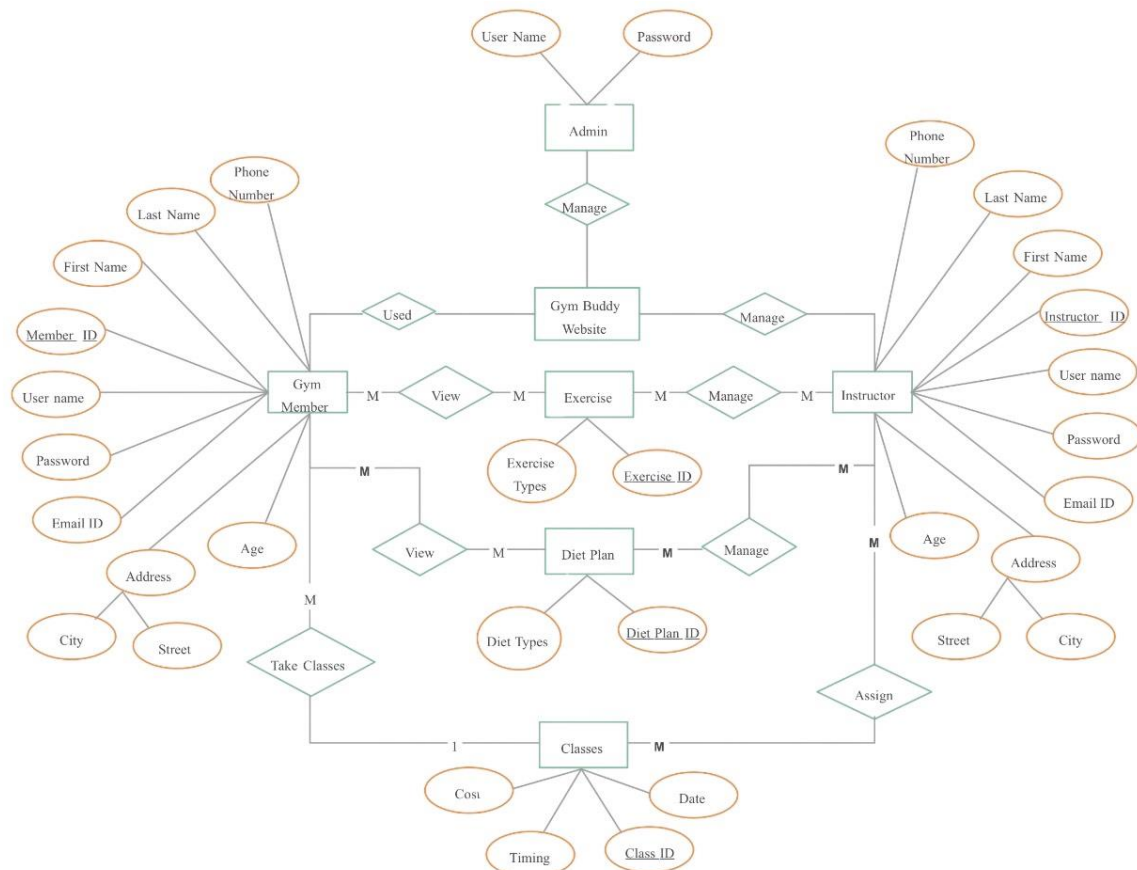 User Name
Password
Admin
Phone
Number
Phone
Number
Manage
Last Name
Last Name
First Name
First Name
Gym Buddy
Website
Used
Manage
Member ID
Instructor ID
Gym
Member
M
View
M
Exercise
M
Manage
M
Instructor
User name
User name
Password
Password
Exercise
Types
Exercise ID
M
M
Email ID
Email ID
Age
Age
View
M
Diet Plan
M
Manage
M
Address
Address
M
City
Street
Diet Types
Diet Plan ID
Street
City
Take Classes
Assign
1
Classes
M
Cost
Date
Timing
Class ID